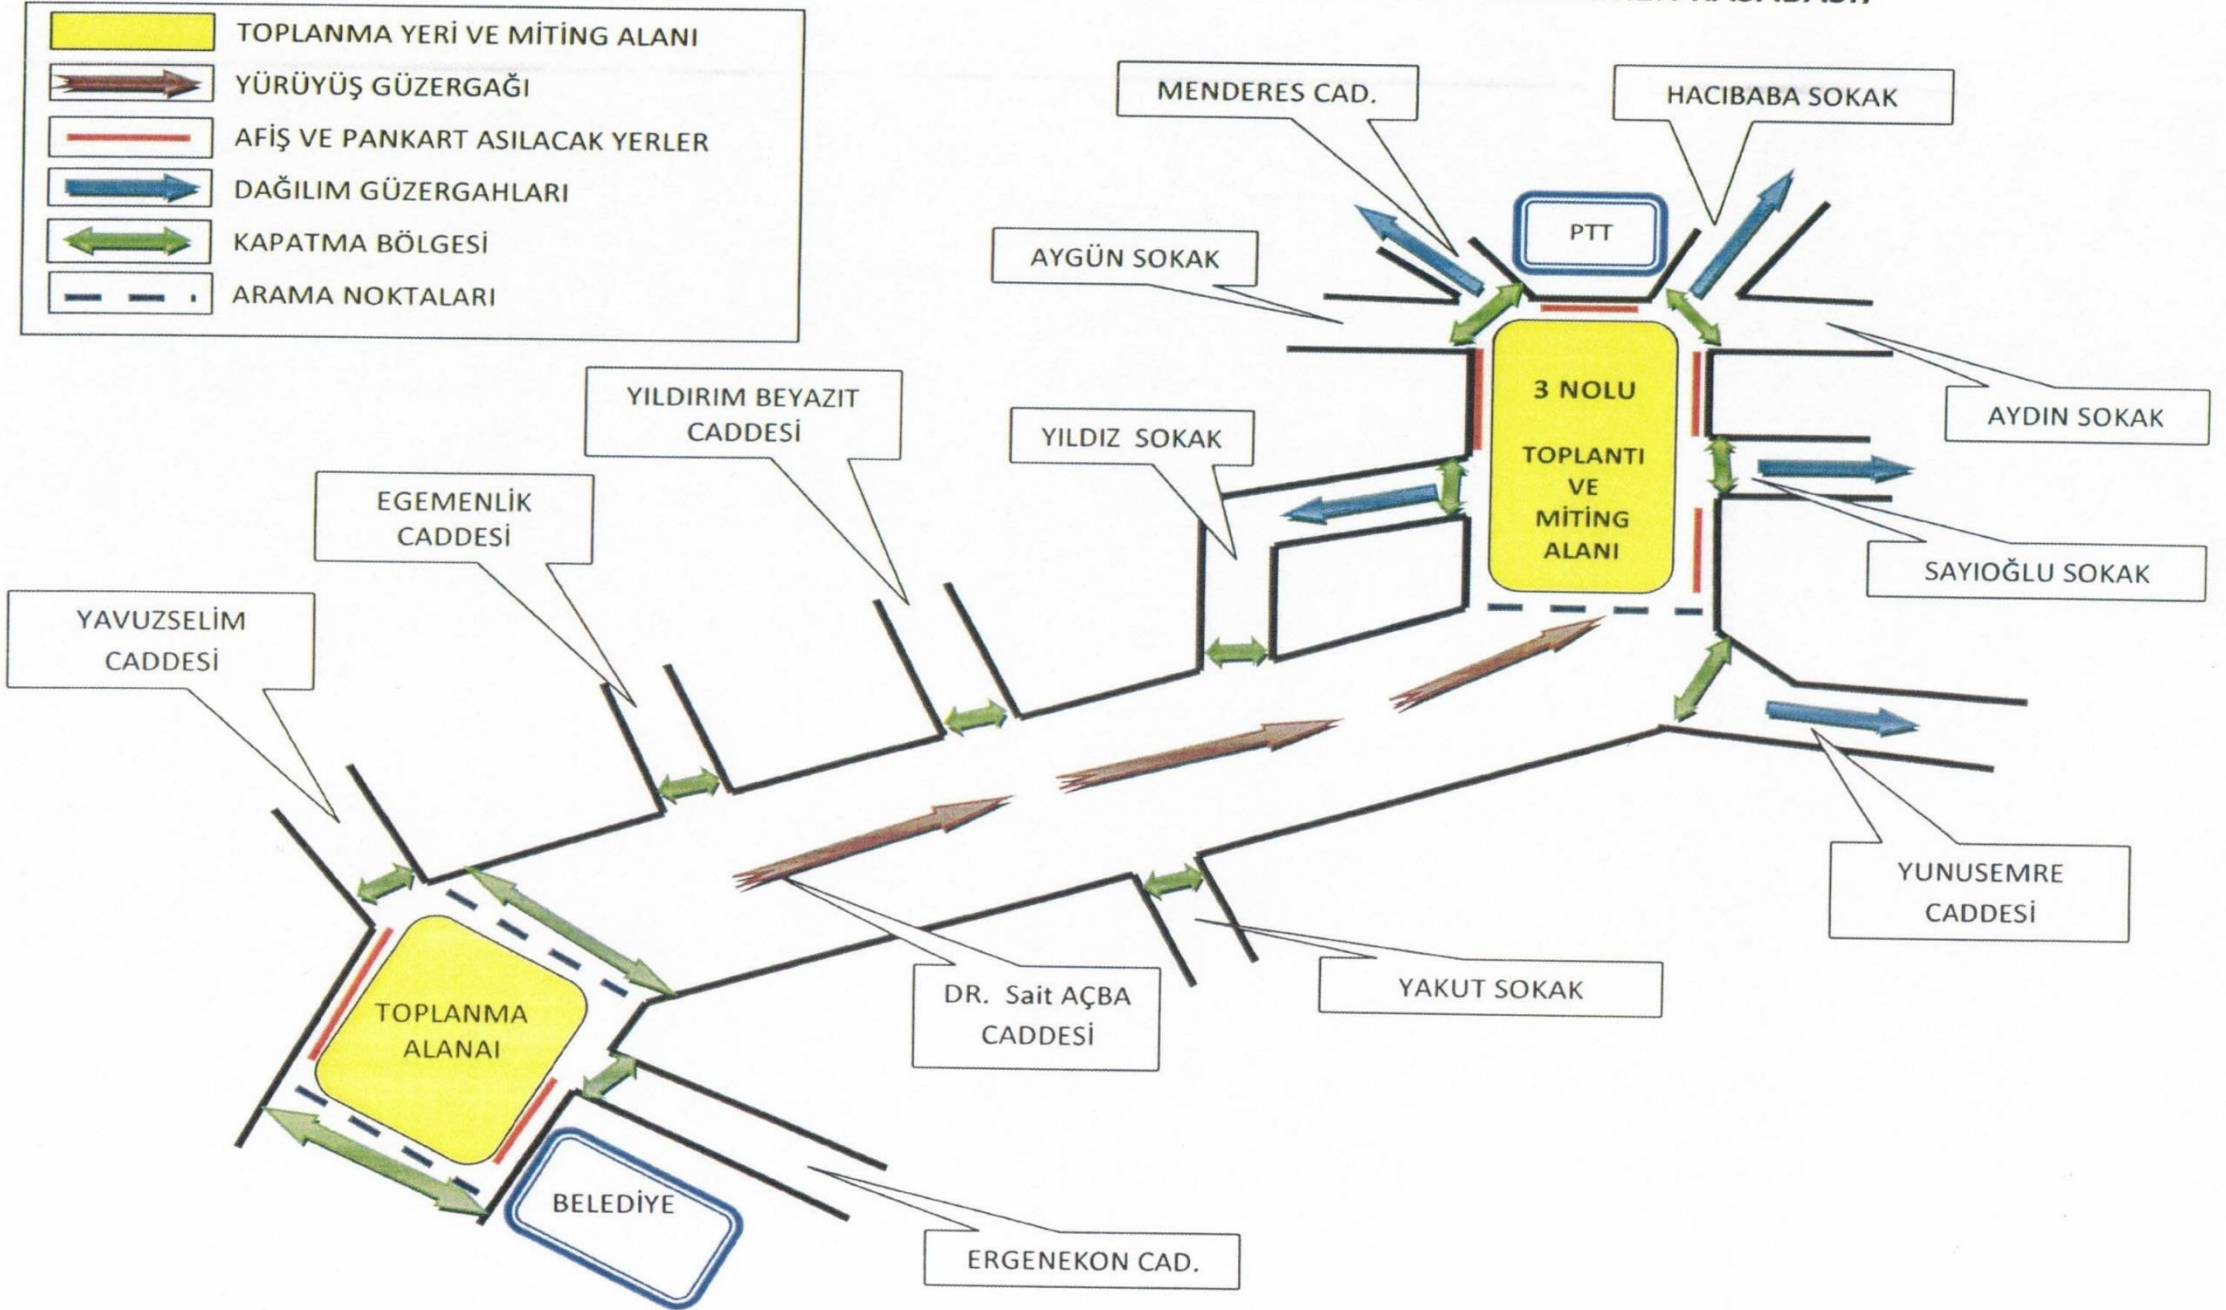 TOPLANMA YERİ VE MİTİNG ALANI
YÜRÜYÜŞ GÜZERGAĞI
AFİŞ VE PANKART ASILACAK YERLER
DAĞILIM GÜZERGAHLARI
KAPATMA BÖLGESİ
ARAMA NOKTALARI
MENDERES CAD.
HACIBABA SOKAK
PTT
AYGÜN SOKAK
3 NOLU
TOPLANTI
VE
MİTİNG
ALANI
AYDIN SOKAK
YILDIRIM BEYAZIT
CADDESİ
YILDIZ SOKAK
EGEMENLİK
CADDESİ
SAYIOĞLU SOKAK
YAVUZSELİM
CADDESİ
YUNUSEMRE
CADDESİ
DR. Sait AÇBA
CADDESİ
YAKUT SOKAK
TOPLANMA
ALANAI
BELEDİYE
ERGENEKON CAD.